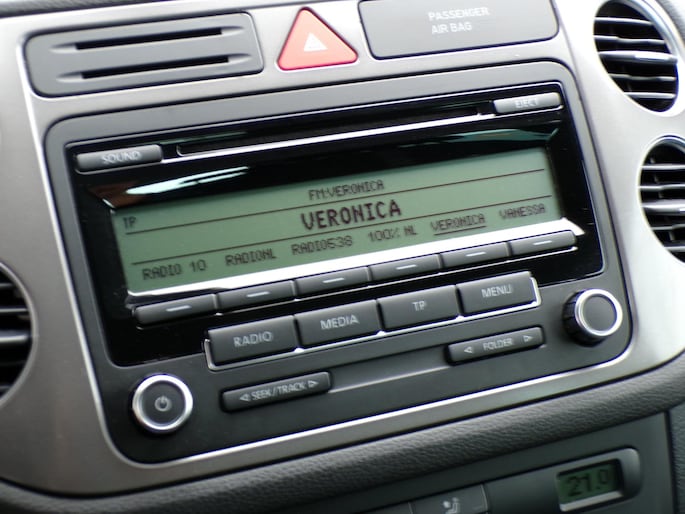 PASSENGER
AIR BAG
EJECT
SOUND
FM:VERONICA
TP
VERONICA
RADIO 10 RADIONL RADIO538 100% NL VERONICA VANESSA
RADIO MEDIA TP MENU
SEEK/TRACK
FOLDER
21.0